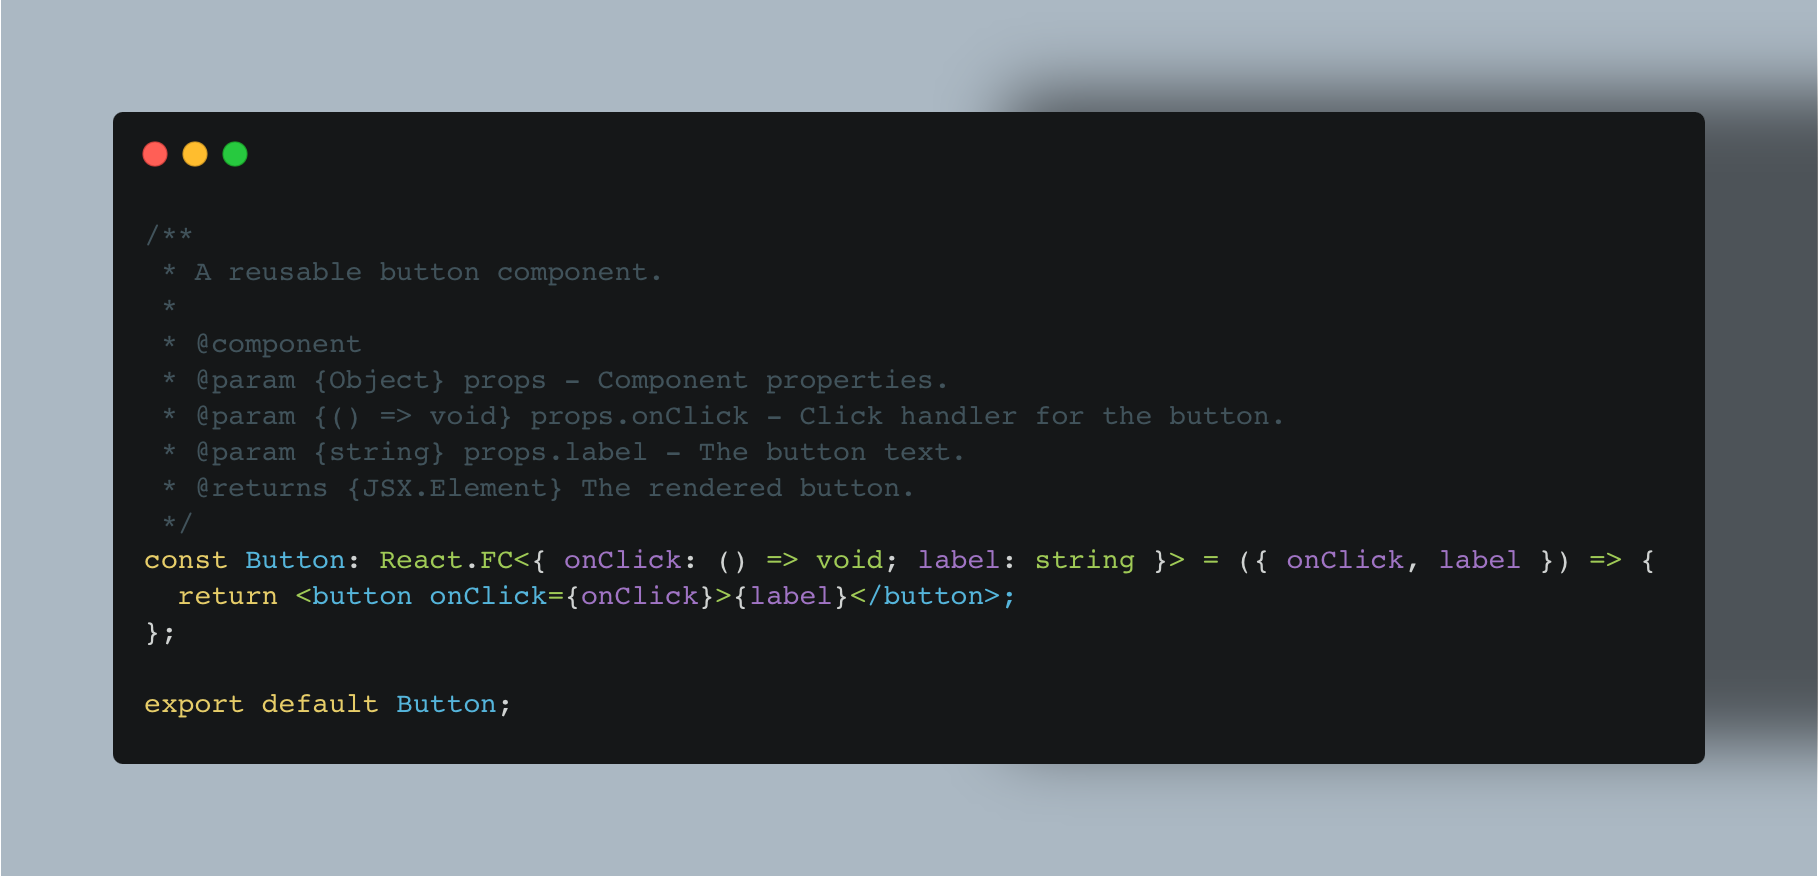 /**
 * A reusable button component.
 *
 * @component
 * @param {Object} props - Component properties.
 * @param {() => void} props.onClick - Click handler for the button.
 * @param {string} props.label - The button text.
 * @returns {JSX.Element} The rendered button.
 */
const Button: React.FC<{ onClick: () => void; label: string }> = ({ onClick, label }) => {
  return <button onClick={onClick}>{label}</button>;
};

export default Button;